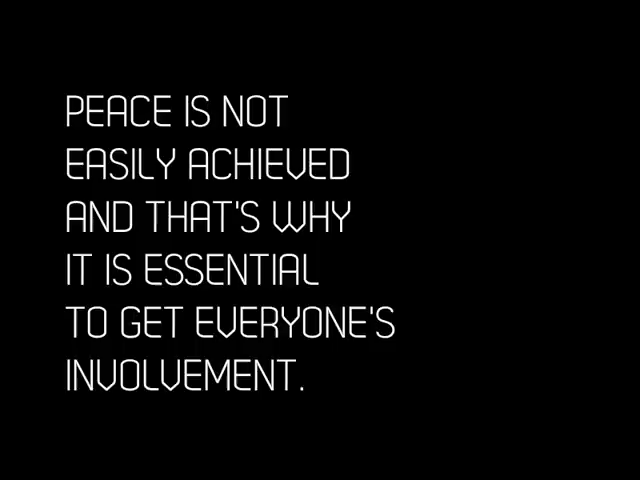 PEACE IS NOT
EASILY ACHIEVED
AND THAT'S WHY
IT IS ESSENTIAL
TO GET EVERYONE'S
INVOLVEMENT.